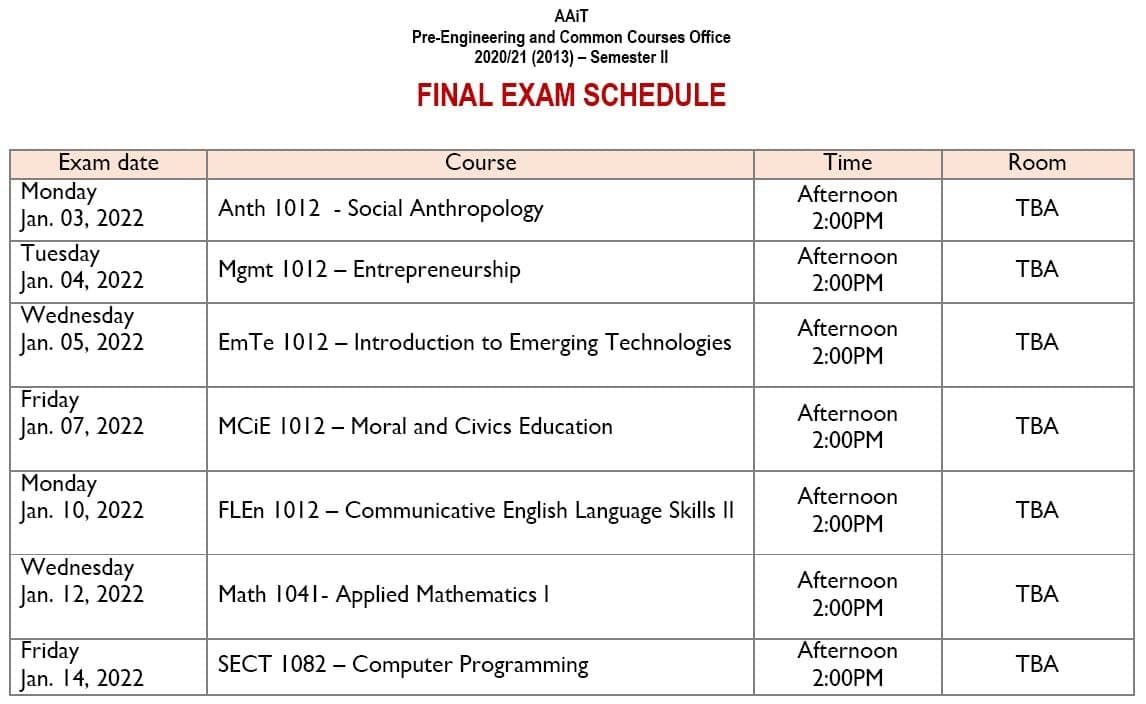 AAiT
Pre-Engineering and Common Courses Office
2020/21 (2013) – Semester II
FINAL EXAM SCHEDULE
Exam date Course Time Room
Monday
Jan. 03, 2022
Anth 1012 - Social Anthropology
Afternoon
2:00PM
TBA
Tuesday
Jan. 04, 2022
Mgmt 1012 – Entrepreneurship
Afternoon
2:00PM
TBA
Wednesday
Jan. 05, 2022
EmTe 1012 – Introduction to Emerging Technologies
Afternoon
2:00PM
TBA
Friday
Jan. 07, 2022
MCiE 1012 – Moral and Civics Education
Afternoon
2:00PM
TBA
Monday
Jan. 10, 2022
FLEn 1012 – Communicative English Language Skills II
Afternoon
2:00PM
TBA
Wednesday
Jan. 12, 2022
Math 1041- Applied Mathematics I
Afternoon
2:00PM
TBA
Friday
Jan. 14, 2022
SECT 1082 – Computer Programming
Afternoon
2:00PM
TBA